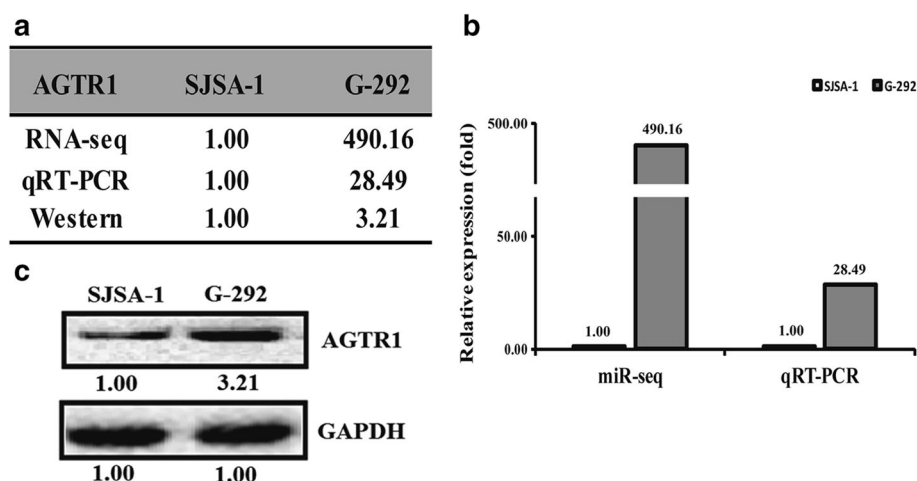 a
AGTR1 SJSA-1 G-292
RNA-seq 1.00 490.16
qRT-PCR 1.00 28.49
Western 1.00 3.21
b
SJSA-1 G-292
Relative expression (fold)
500.00
50.00
0.00
490.16
1.00
28.49
1.00
miR-seq qRT-PCR
c
SJSA-1 G-292
AGTR1
1.00 3.21
GAPDH
1.00 1.00